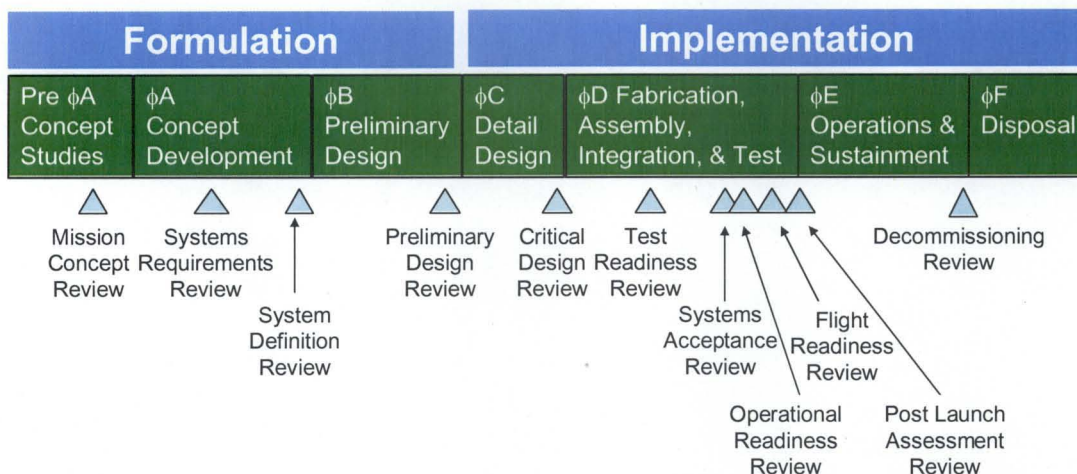 Formulation
Implementation
Pre ϕA
Concept
Studies
ϕA
Concept
Development
ϕB
Preliminary
Design
ϕC
Detail
Design
ϕD Fabrication,
Assembly,
Integration, & Test
ϕE
Operations &
Sustainment
ϕF
Disposal
Mission
Concept
Review
Systems
Requirements
Review
System
Definition
Review
Preliminary
Design
Review
Critical
Design
Review
Test
Readiness
Review
Systems
Acceptance
Review
Operational
Readiness
Review
Flight
Readiness
Review
Post Launch
Assessment
Review
Decommissioning
Review